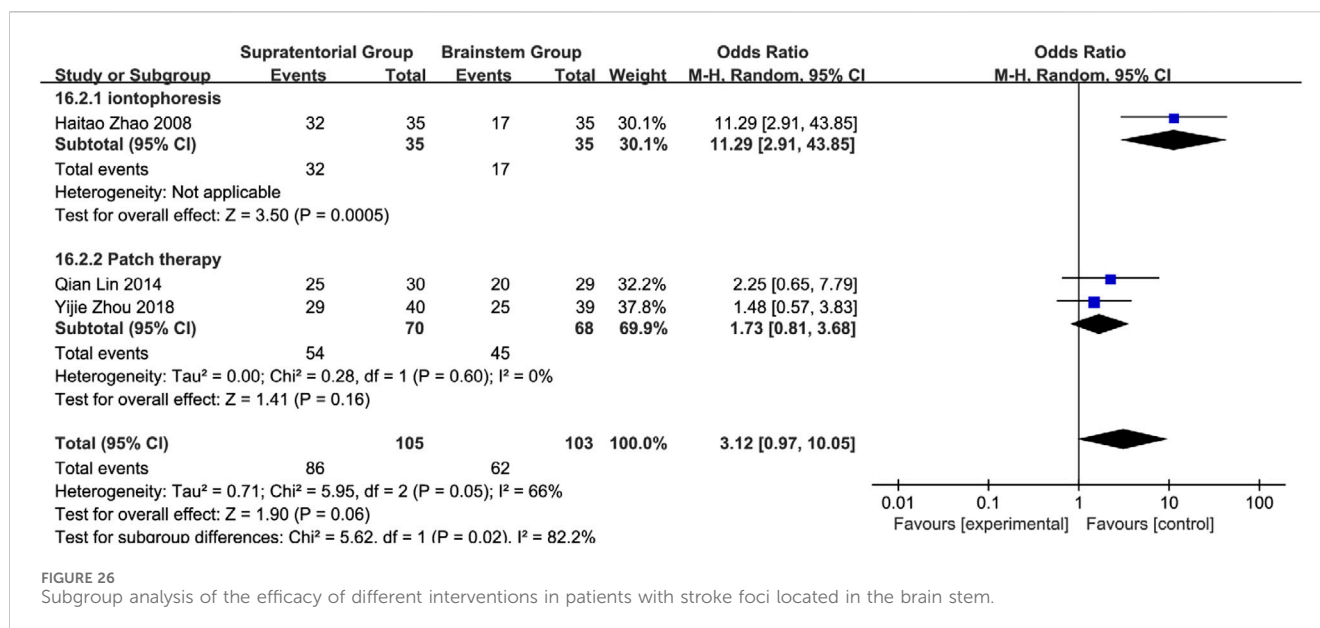 Supratentorial Group Brainstem Group Odds Ratio Odds Ratio
Study or Subgroup Events Total Events Total Weight M-H, Random, 95% CI M-H, Random, 95% CI
16.2.1 iontophoresis
Haitao Zhao 2008 32 35 17 35 30.1% 11.29 [2.91, 43.85]
Subtotal (95% CI) 35 35 30.1% 11.29 [2.91, 43.85]
Total events 32 17
Heterogeneity: Not applicable
Test for overall effect: Z = 3.50 (P = 0.0005)
16.2.2 Patch therapy
Qian Lin 2014 25 30 20 29 32.2% 2.25 [0.65, 7.79]
Yijie Zhou 2018 29 40 25 39 37.8% 1.48 [0.57, 3.83]
Subtotal (95% CI) 70 68 69.9% 1.73 [0.81, 3.68]
Total events 54 45
Heterogeneity: Tau² = 0.00; Chi² = 0.28, df = 1 (P = 0.60); I² = 0%
Test for overall effect: Z = 1.41 (P = 0.16)
Total (95% CI) 105 103 100.0% 3.12 [0.97, 10.05]
Total events 86 62
Heterogeneity: Tau² = 0.71; Chi² = 5.95, df = 2 (P = 0.05); I² = 66%
Test for overall effect: Z = 1.90 (P = 0.06)
Test for subgroup differences: Chi² = 5.62, df = 1 (P = 0.02), I² = 82.2%
0.01 0.1 1 10 100
Favours [experimental] Favours [control]
FIGURE 26
Subgroup analysis of the efficacy of different interventions in patients with stroke foci located in the brain stem.